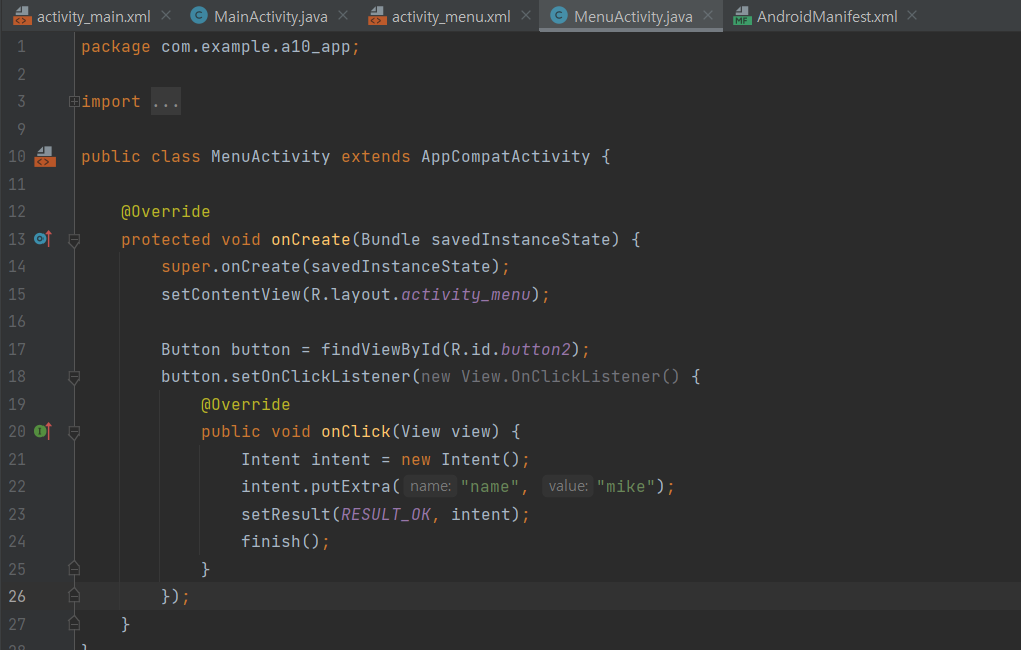 activity_main.xml MainActivity.java activity_menu.xml MenuActivity.java AndroidManifest.xml
1 package com.example.a10_app;
2
3 import ...
9
10 public class MenuActivity extends AppCompatActivity {
11
12 @Override
13 protected void onCreate(Bundle savedInstanceState) {
14 super.onCreate(savedInstanceState);
15 setContentView(R.layout.activity_menu);
16
17 Button button = findViewById(R.id.button2);
18 button.setOnClickListener(new View.OnClickListener() {
19 @Override
20 public void onClick(View view) {
21 Intent intent = new Intent();
22 intent.putExtra( name: "name", value: "mike");
23 setResult(RESULT_OK, intent);
24 finish();
25 }
26 });
27 }
28 }